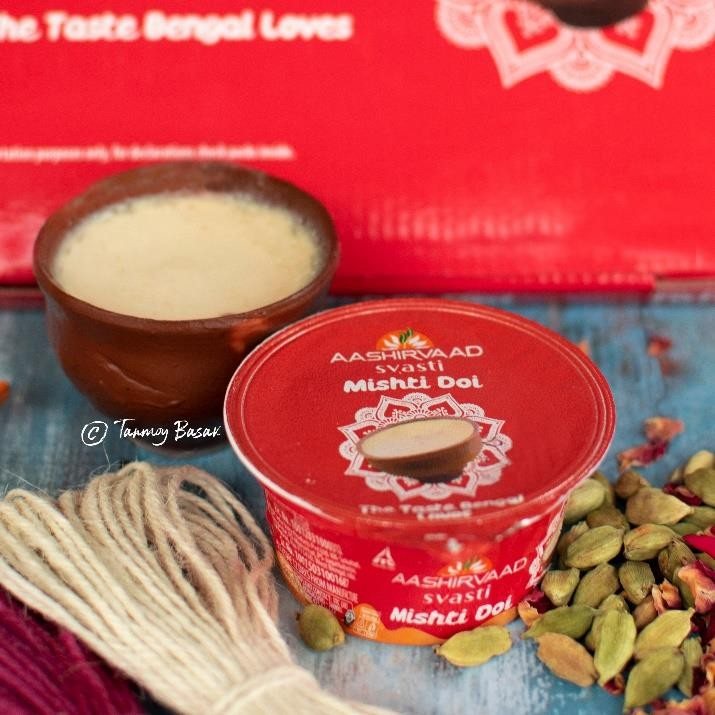 The Taste Bengal Loves
AASHIRVAAD
svasti
Mishti Doi
The Taste Bengal
Loves
© Tanmoy Basak
AASHIRVAAD
svasti
Mishti Doi